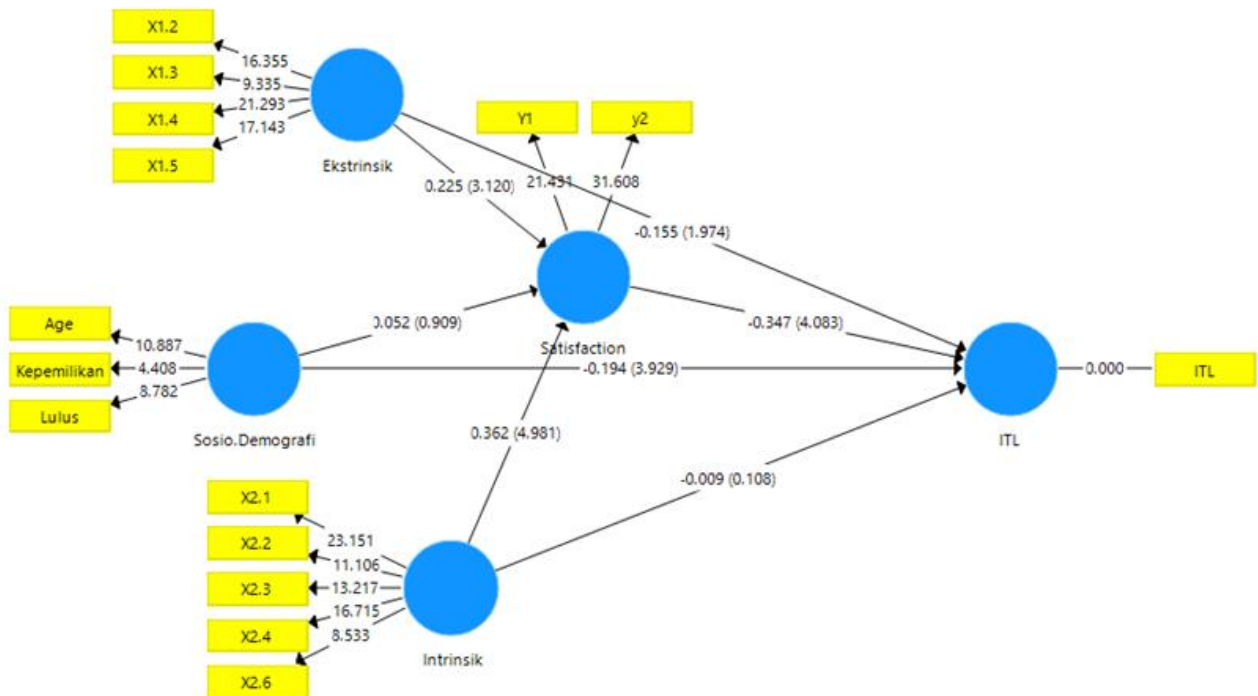 X1.2
16.355
X1.3
9.335
X1.4
21.293
X1.5
17.143
Ekstrinsik
Y1
y2
21.431
31.608
0.225 (3.120)
-0.155 (1.974)
Satisfaction
Age
10.887
Kepemilikan
4.408
Lulus
8.782
Sosio.Demografi
0.052 (0.909)
-0.347 (4.083)
-0.194 (3.929)
0.000
ITL
ITL
0.362 (4.981)
-0.009 (0.108)
X2.1
23.151
X2.2
11.106
X2.3
13.217
X2.4
16.715
X2.6
8.533
Intrinsik